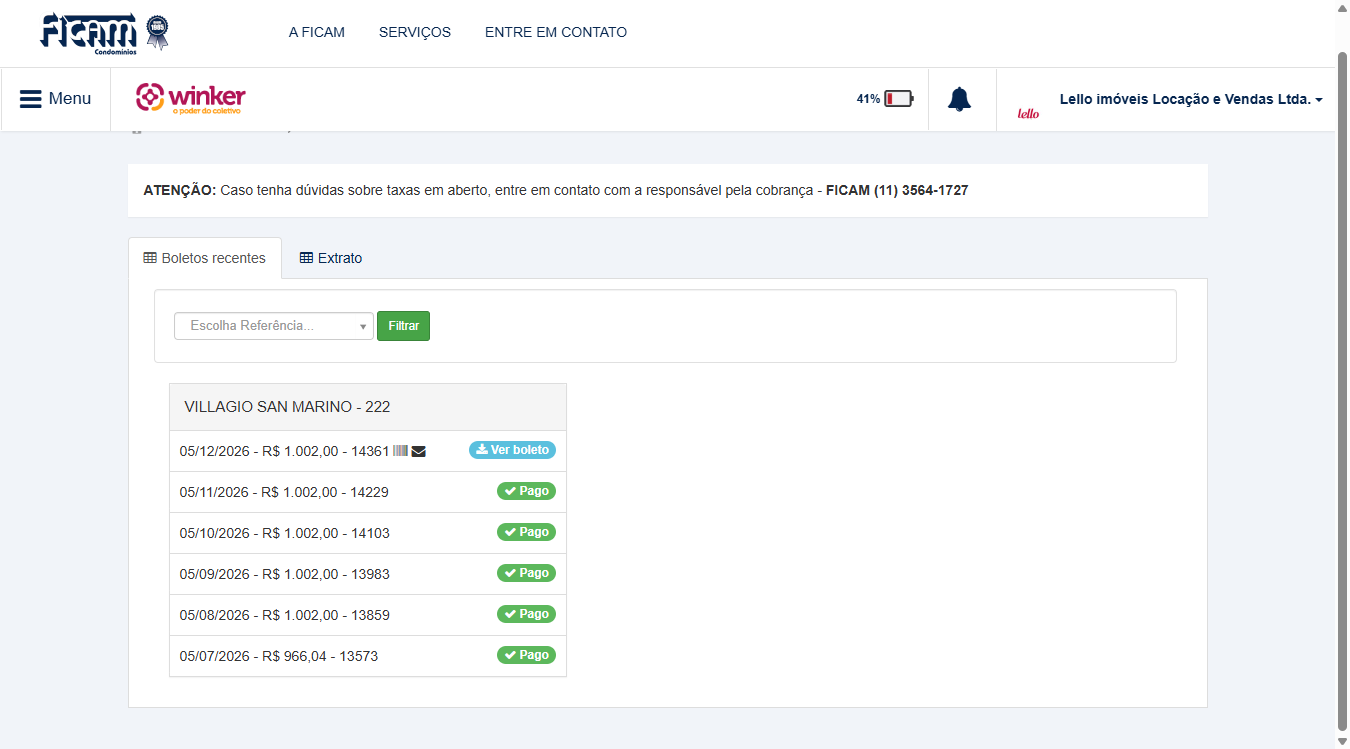 FICAM
Condomínios
1985
A FICAM
SERVIÇOS
ENTRE EM CONTATO
Menu
winker
o poder do coletivo
41%
lello
Lello imóveis Locação e Vendas Ltda.
ATENÇÃO: Caso tenha dúvidas sobre taxas em aberto, entre em contato com a responsável pela cobrança - FICAM (11) 3564-1727
Boletos recentes
Extrato
Escolha Referência...
Filtrar
VILLAGIO SAN MARINO - 222
05/12/2026 - R$ 1.002,00 - 14361 Ver boleto
05/11/2026 - R$ 1.002,00 - 14229 Pago
05/10/2026 - R$ 1.002,00 - 14103 Pago
05/09/2026 - R$ 1.002,00 - 13983 Pago
05/08/2026 - R$ 1.002,00 - 13859 Pago
05/07/2026 - R$ 966,04 - 13573 Pago